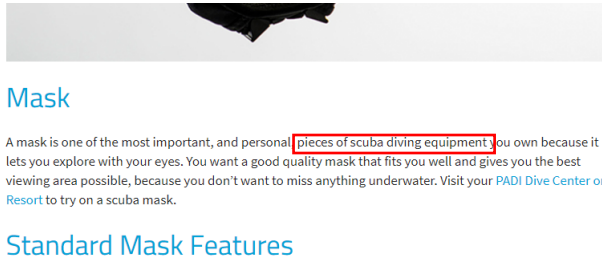 Mask
A mask is one of the most important, and personal, pieces of scuba diving equipment you own because it
lets you explore with your eyes. You want a good quality mask that fits you well and gives you the best
viewing area possible, because you don’t want to miss anything underwater. Visit your PADI Dive Center or
Resort to try on a scuba mask.
Standard Mask Features